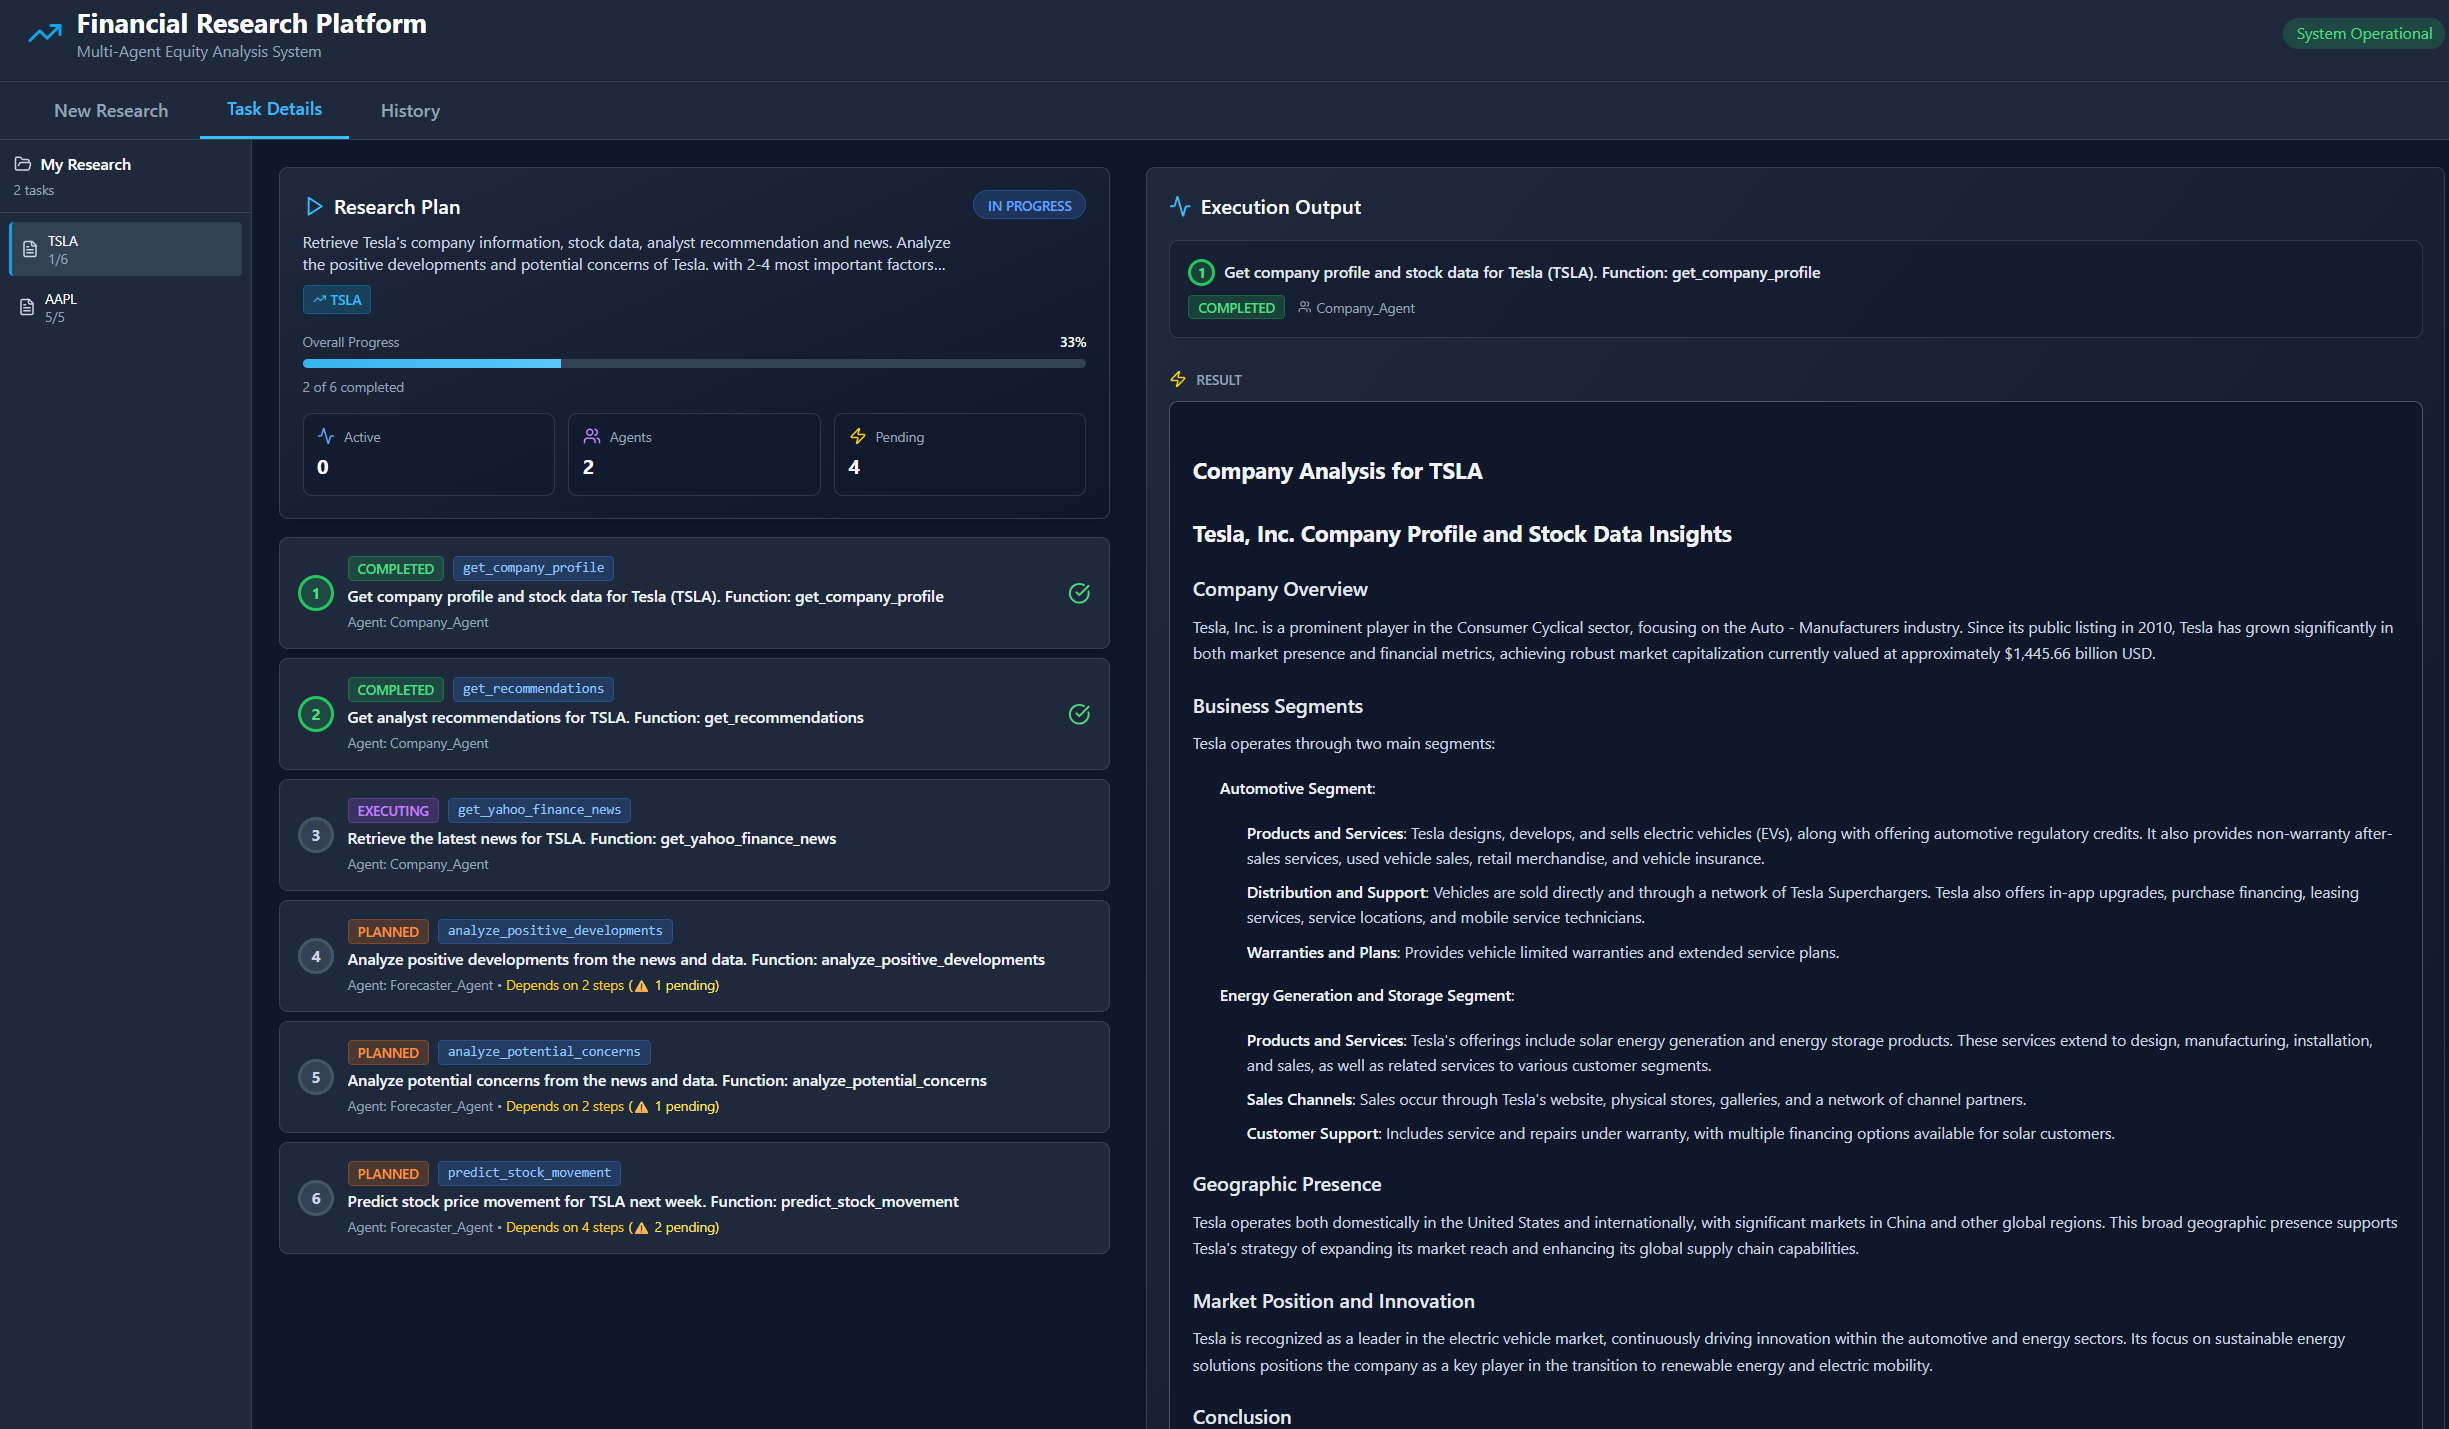 Financial Research Platform
Multi-Agent Equity Analysis System
System Operational
New Research
Task Details
History
My Research
2 tasks
TSLA
1/6
AAPL
5/5
Research Plan
IN PROGRESS
Retrieve Tesla's company information, stock data, analyst recommendation and news. Analyze
the positive developments and potential concerns of Tesla. with 2-4 most important factors...
TSLA
Overall Progress
33%
2 of 6 completed
Active
0
Agents
2
Pending
4
COMPLETED get_company_profile
1
Get company profile and stock data for Tesla (TSLA). Function: get_company_profile
Agent: Company_Agent
COMPLETED get_recommendations
2
Get analyst recommendations for TSLA. Function: get_recommendations
Agent: Company_Agent
EXECUTING get_yahoo_finance_news
3
Retrieve the latest news for TSLA. Function: get_yahoo_finance_news
Agent: Company_Agent
PLANNED analyze_positive_developments
4
Analyze positive developments from the news and data. Function: analyze_positive_developments
Agent: Forecaster_Agent • Depends on 2 steps (⚠ 1 pending)
PLANNED analyze_potential_concerns
5
Analyze potential concerns from the news and data. Function: analyze_potential_concerns
Agent: Forecaster_Agent • Depends on 2 steps (⚠ 1 pending)
PLANNED predict_stock_movement
6
Predict stock price movement for TSLA next week. Function: predict_stock_movement
Agent: Forecaster_Agent • Depends on 4 steps (⚠ 2 pending)
Execution Output
1 Get company profile and stock data for Tesla (TSLA). Function: get_company_profile
COMPLETED Company_Agent
RESULT
Company Analysis for TSLA
Tesla, Inc. Company Profile and Stock Data Insights
Company Overview
Tesla, Inc. is a prominent player in the Consumer Cyclical sector, focusing on the Auto - Manufacturers industry. Since its public listing in 2010, Tesla has grown significantly in
both market presence and financial metrics, achieving robust market capitalization currently valued at approximately $1,445.66 billion USD.
Business Segments
Tesla operates through two main segments:
Automotive Segment:
Products and Services: Tesla designs, develops, and sells electric vehicles (EVs), along with offering automotive regulatory credits. It also provides non-warranty after-
sales services, used vehicle sales, retail merchandise, and vehicle insurance.
Distribution and Support: Vehicles are sold directly and through a network of Tesla Superchargers. Tesla also offers in-app upgrades, purchase financing, leasing
services, service locations, and mobile service technicians.
Warranties and Plans: Provides vehicle limited warranties and extended service plans.
Energy Generation and Storage Segment:
Products and Services: Tesla's offerings include solar energy generation and energy storage products. These services extend to design, manufacturing, installation,
and sales, as well as related services to various customer segments.
Sales Channels: Sales occur through Tesla's website, physical stores, galleries, and a network of channel partners.
Customer Support: Includes service and repairs under warranty, with multiple financing options available for solar customers.
Geographic Presence
Tesla operates both domestically in the United States and internationally, with significant markets in China and other global regions. This broad geographic presence supports
Tesla's strategy of expanding its market reach and enhancing its global supply chain capabilities.
Market Position and Innovation
Tesla is recognized as a leader in the electric vehicle market, continuously driving innovation within the automotive and energy sectors. Its focus on sustainable energy
solutions positions the company as a key player in the transition to renewable energy and electric mobility.
Conclusion